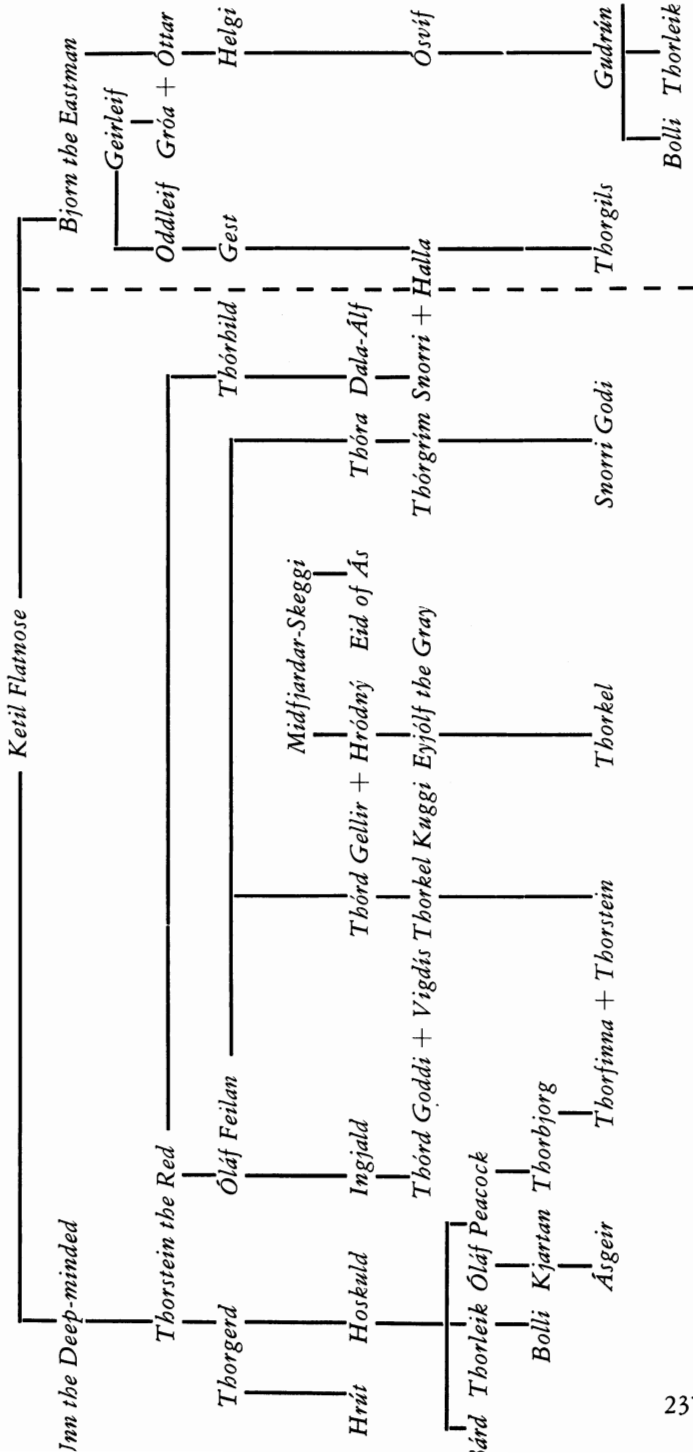 Ketil Flatnose
Unn the Deep-minded Bjorn the Eastman
Geirleif
Thorstein the Red Oddleif Gróa + Óttar
Thorgerd Óláf Feilan Thórhild Gest Helgi
Midfjardar-Skeggi
Hrút Hoskuld Ingjald Thórd Gellir + Hródný Eid of Ás Thóra Dala-Álf
Thórd Goddi + Vigdís Thorkel Kuggi Eyjólf the Gray Thórgrím Snorri + Halla Ósvíf
Bárd Thorleik Óláf Peacock
Bolli Kjartan Thorbjorg
Ásgeir Thorfinna + Thorstein Thorkel Snorri Godi Thorgils Gudrún
Bolli Thorleik
237